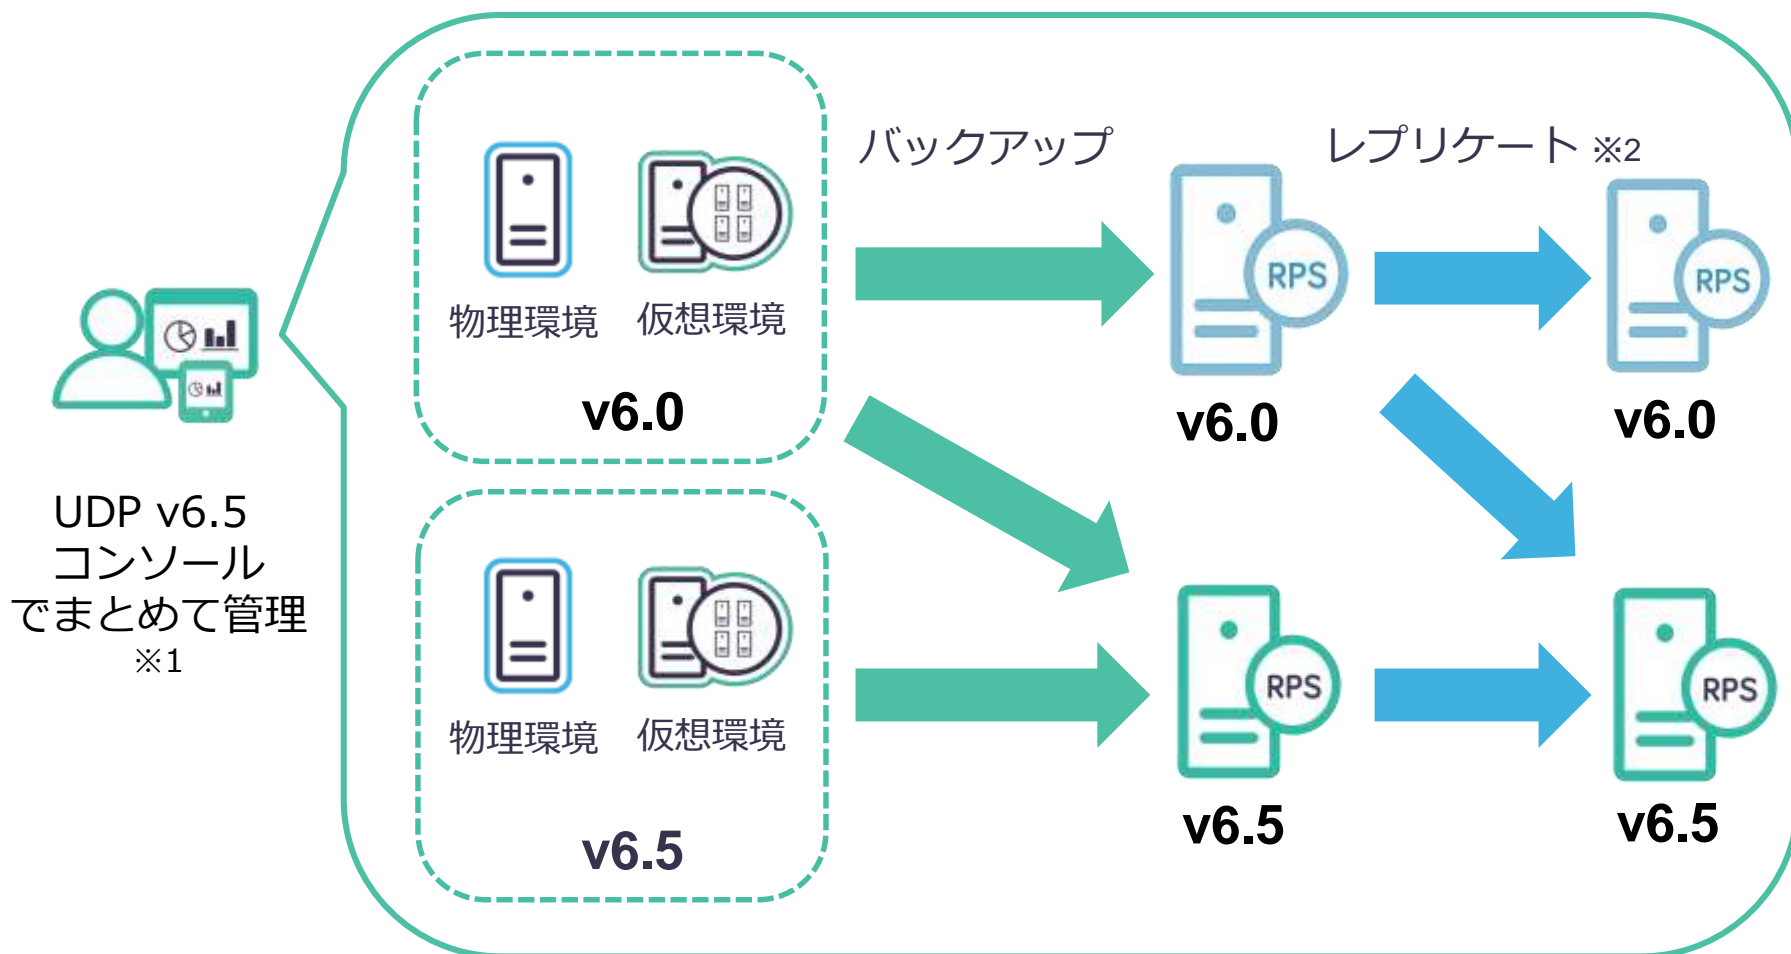 バックアップ
レプリケート ※2
物理環境
仮想環境
v6.0
RPS
v6.0
RPS
v6.0
UDP v6.5
コンソール
でまとめて管理
※1
物理環境
仮想環境
v6.5
RPS
v6.5
RPS
v6.5